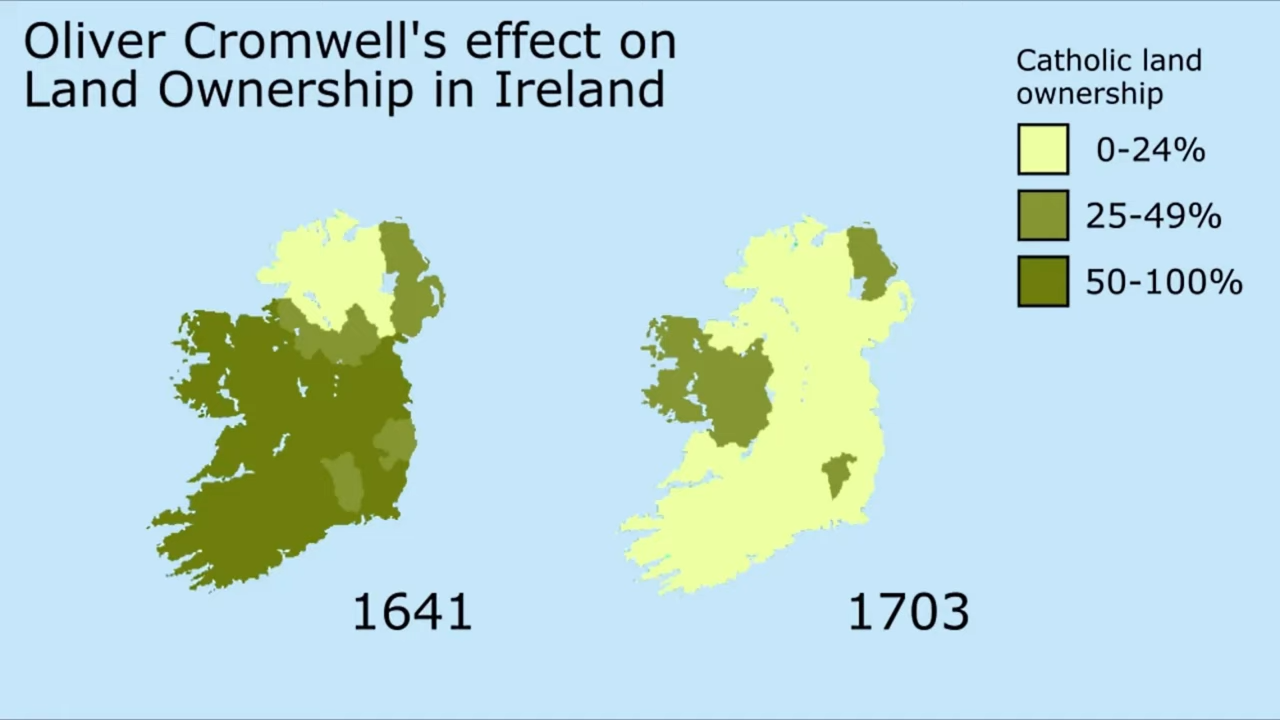 Oliver Cromwell's effect on
Land Ownership in Ireland
Catholic land
ownership
0-24%
25-49%
50-100%
1641
1703